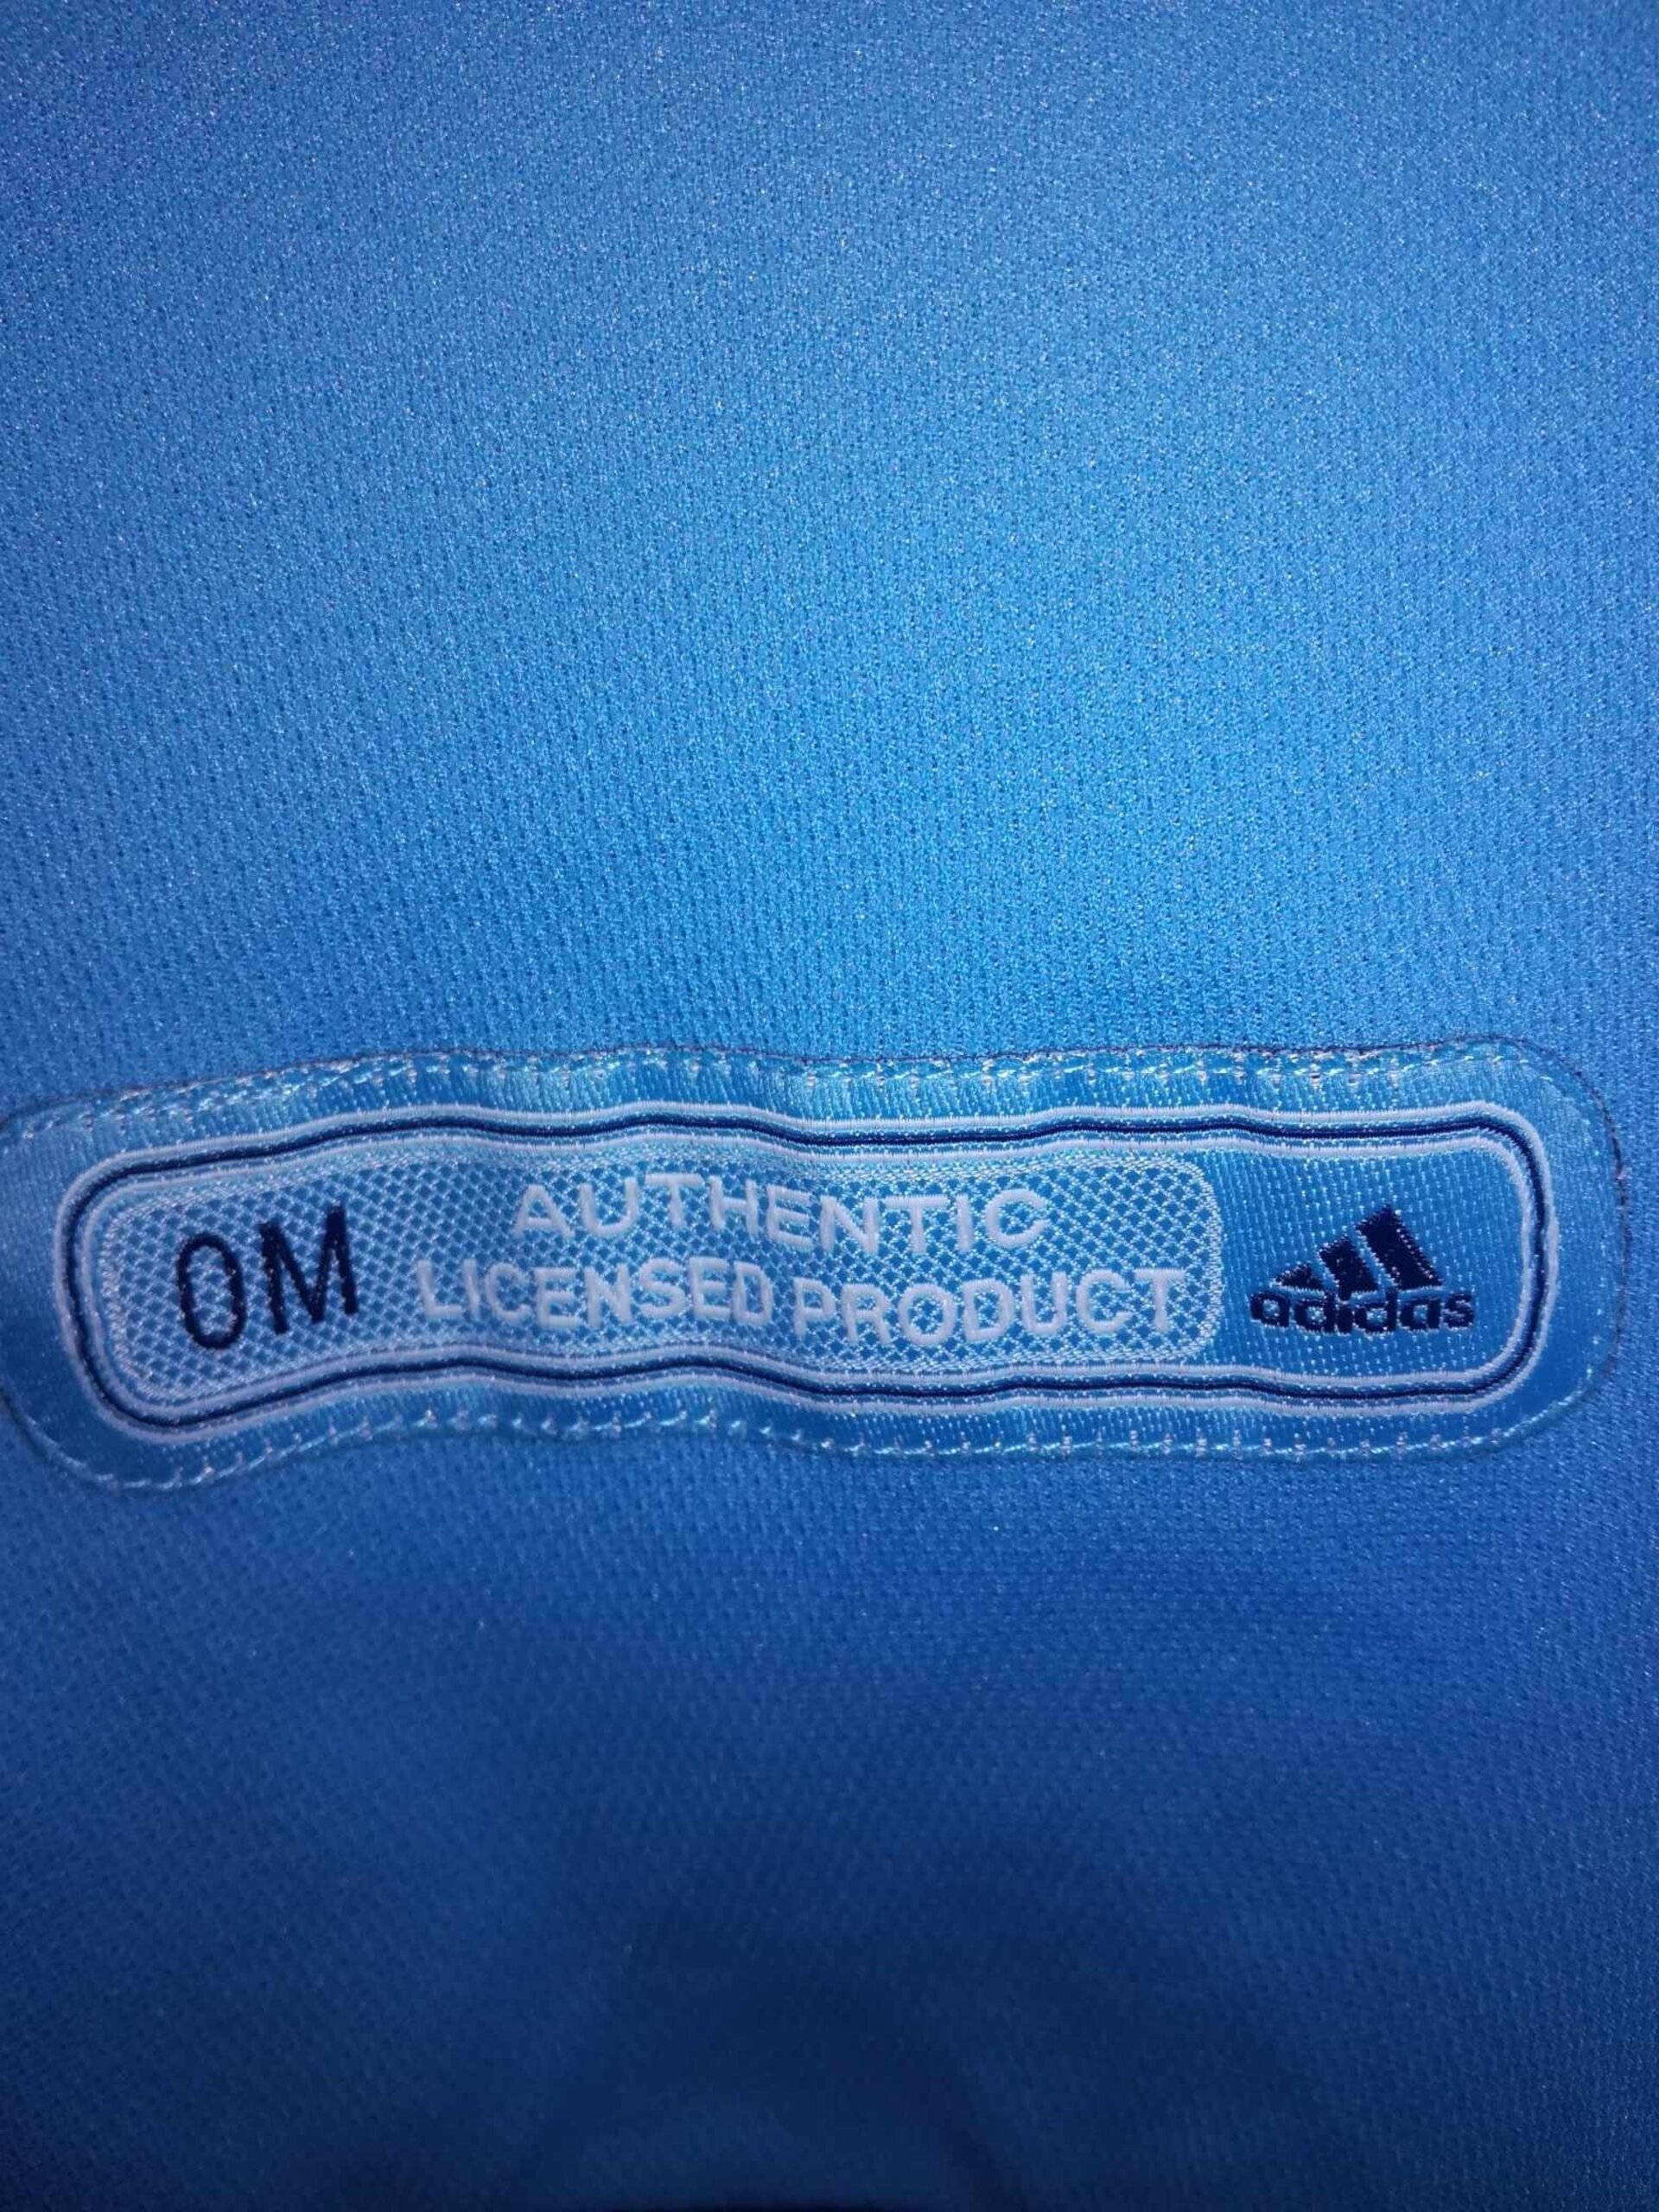 OM
AUTHENTIC
LICENSED PRODUCT
adidas